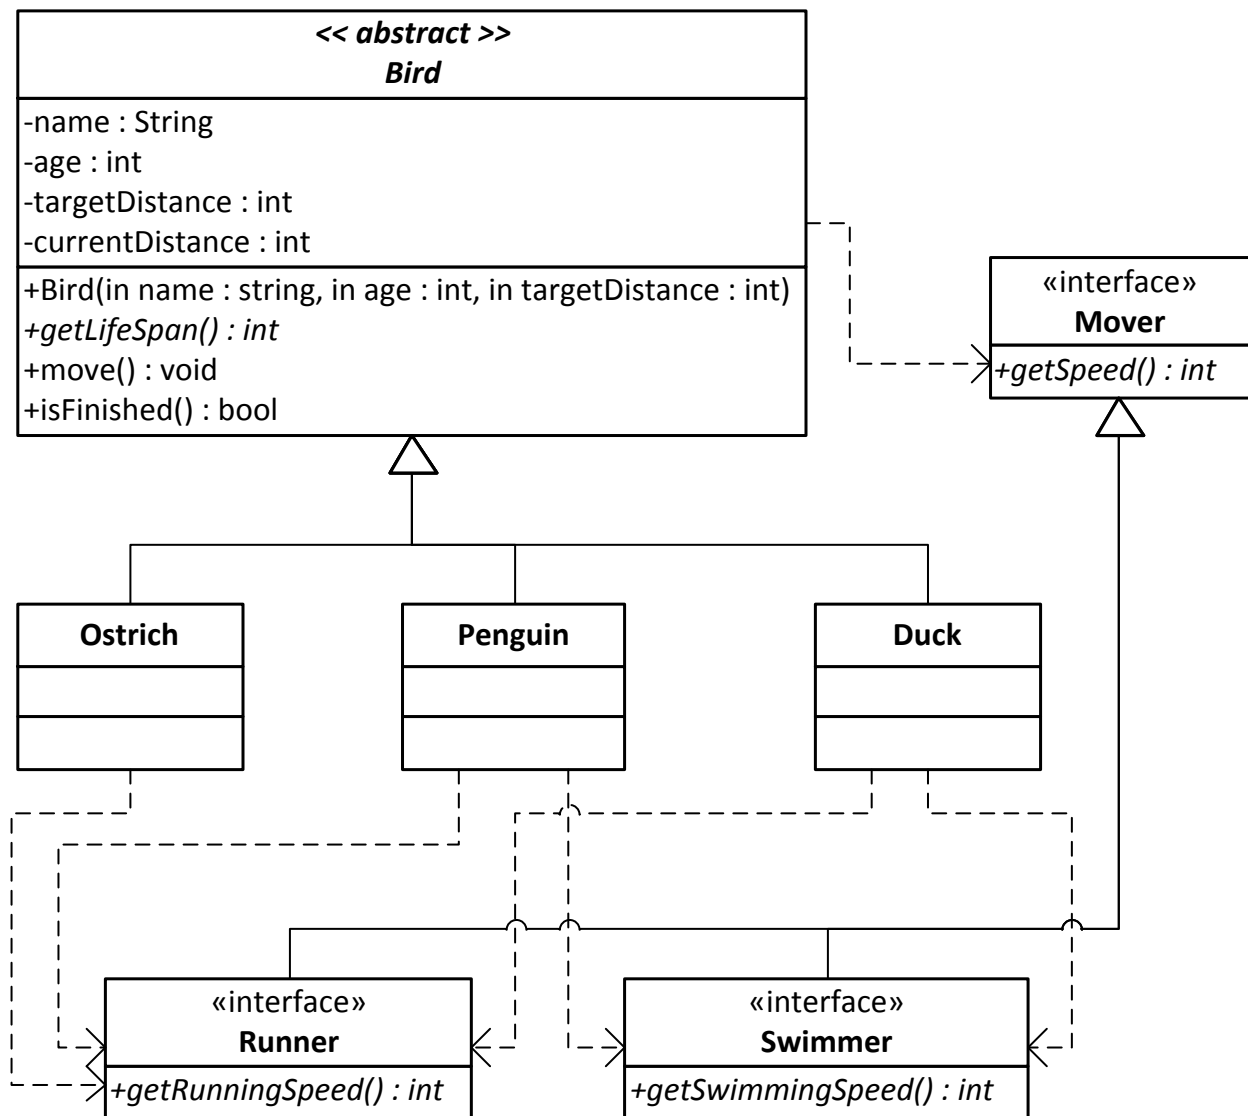 << abstract >>
Bird
-name : String
-age : int
-targetDistance : int
-currentDistance : int
+Bird(in name : string, in age : int, in targetDistance : int)
+getLifeSpan() : int
+move() : void
+isFinished() : bool
«interface»
Mover
+getSpeed() : int
Ostrich
Penguin
Duck
«interface»
Runner
+getRunningSpeed() : int
«interface»
Swimmer
+getSwimmingSpeed() : int